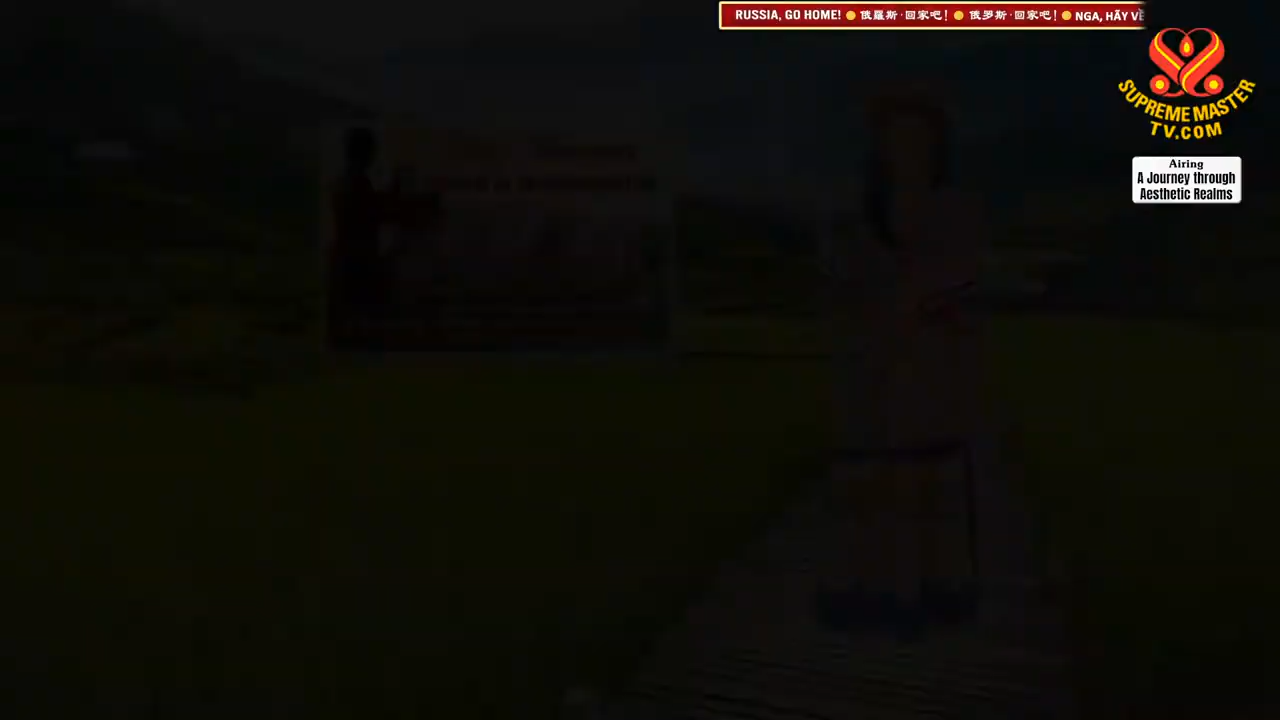 RUSSIA, GO HOME! 俄羅斯·回家吧! 俄罗斯·回家吧! NGA, HÃY VỀ
SUPREME MASTER
TV.COM
Airing
A Journey through
Aesthetic Realms